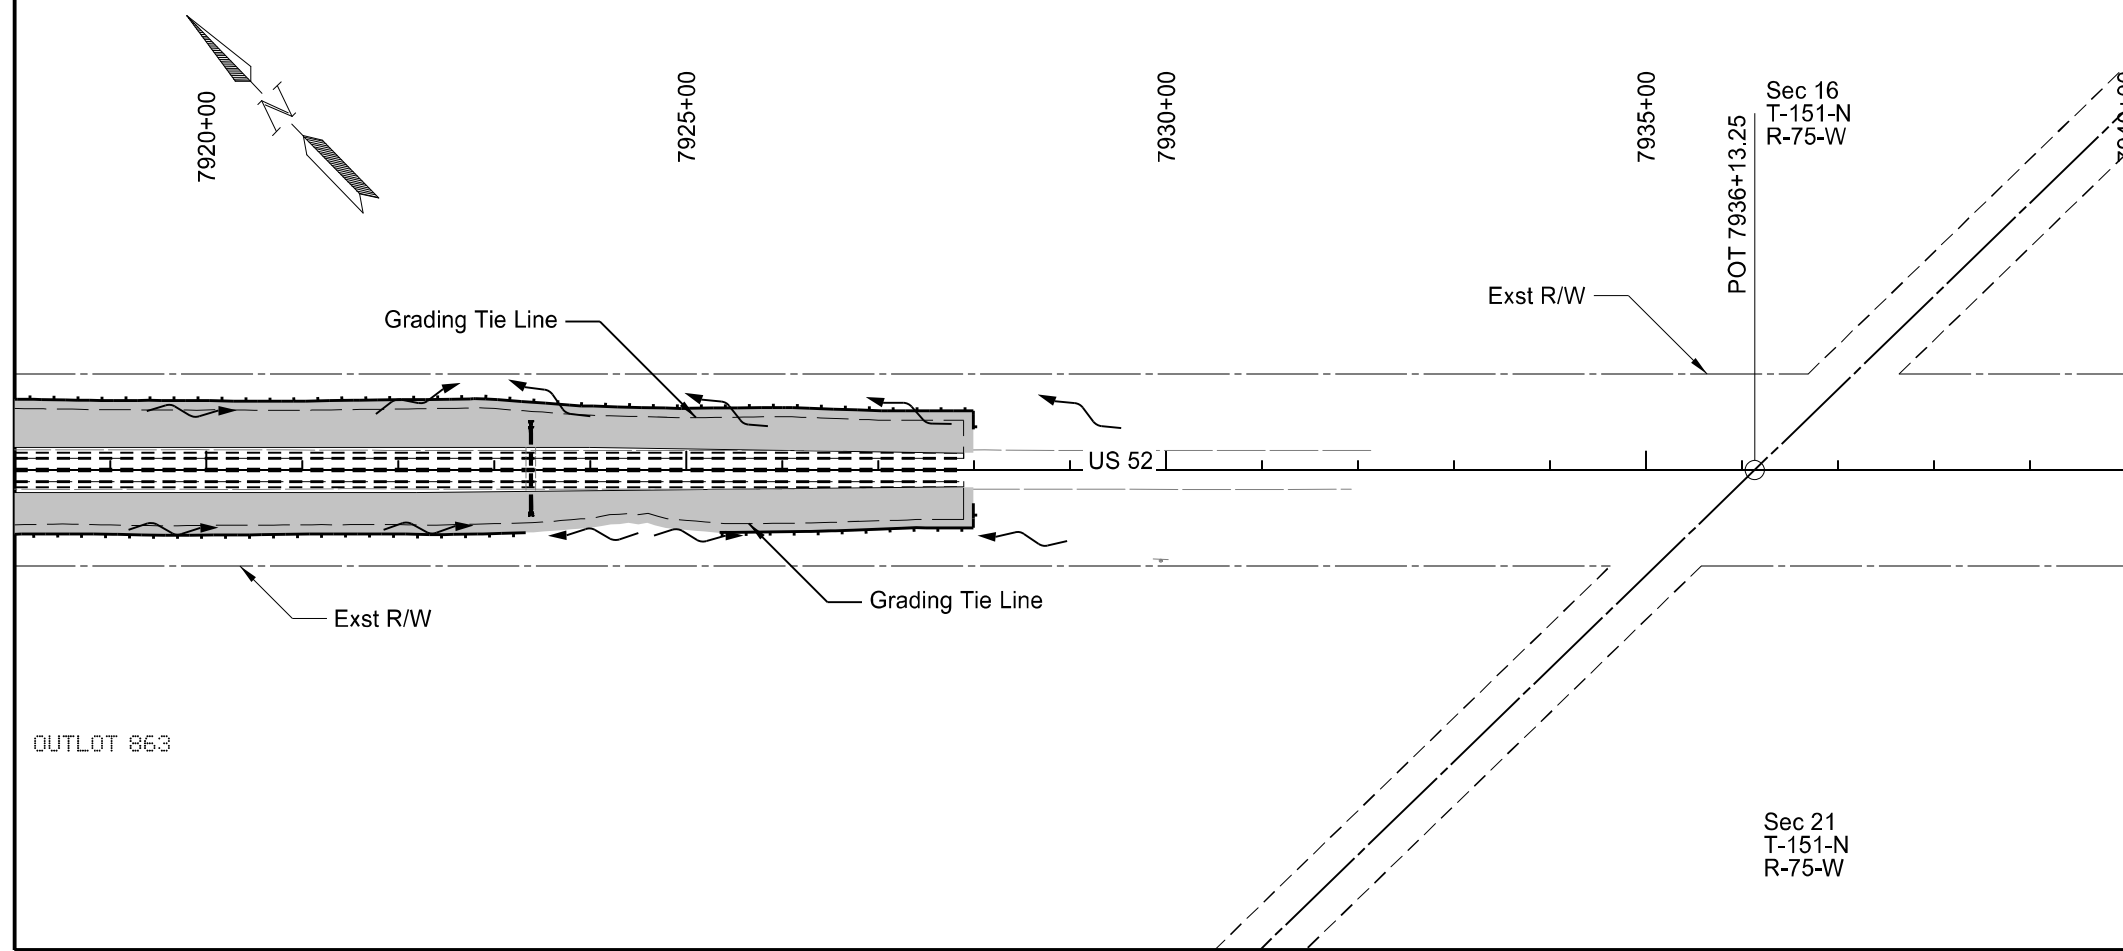 N
7920+00
7925+00
7930+00
7935+00
POT 7936+13.25
Sec 16
T-151-N
R-75-W
Exst R/W
Grading Tie Line
US 52
Grading Tie Line
Exst R/W
OUTLOT 863
Sec 21
T-151-N
R-75-W